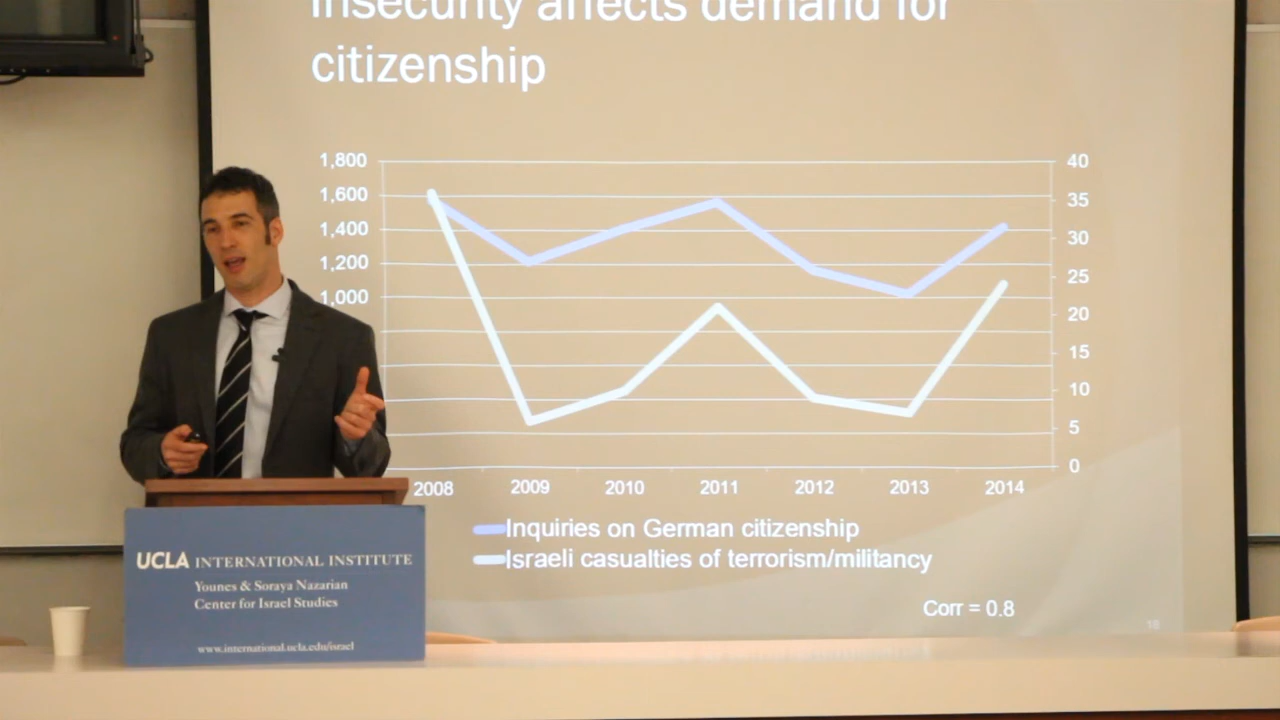 Insecurity affects demand for
citizenship
1,800
1,600
1,400
1,200
1,000
40
35
30
25
20
15
10
5
0
2008 2009 2010 2011 2012 2013 2014
Inquiries on German citizenship
Israeli casualties of terrorism/militancy
Corr = 0.8
18
UCLA INTERNATIONAL INSTITUTE
Younes & Soraya Nazarian
Center for Israel Studies
www.international.ucla.edu/israel